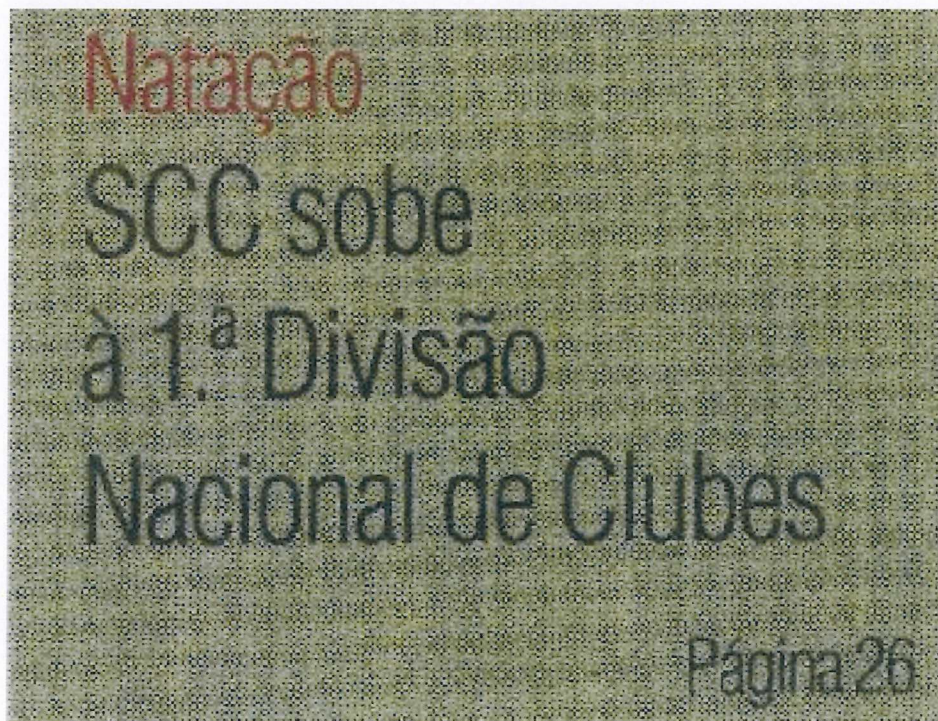 Natação
SCC sobe
à 1.ª Divisão
Nacional de Clubes
Página 26